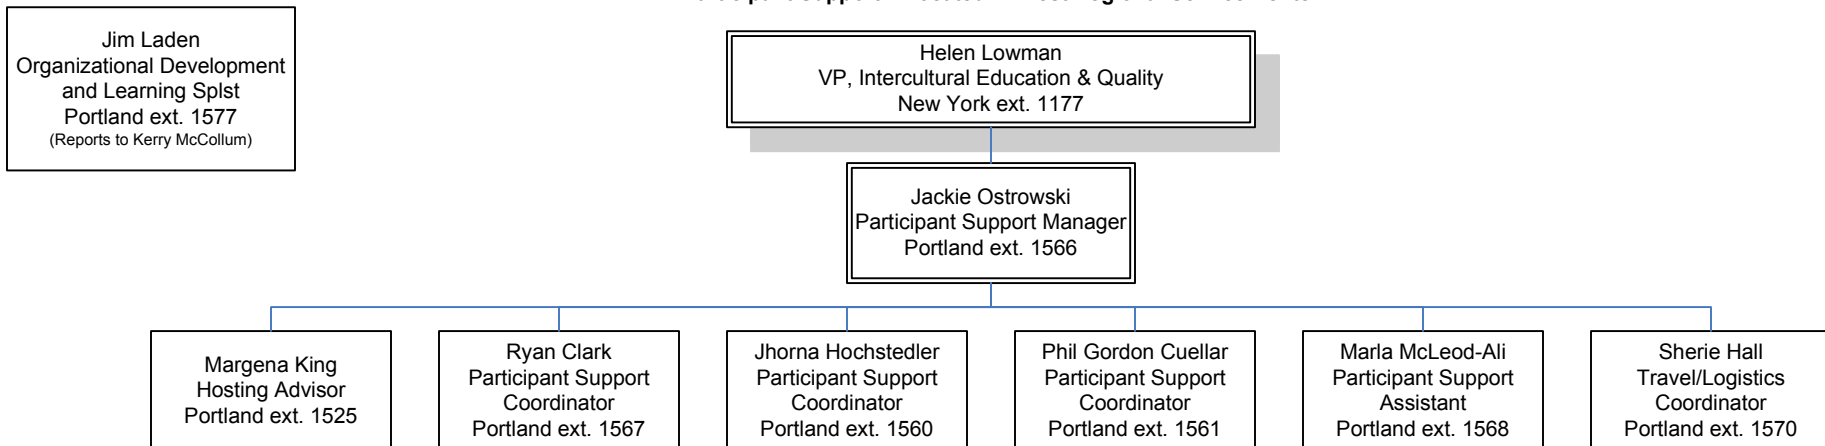 Jim Laden
Organizational Development
and Learning Splst
Portland ext. 1577
(Reports to Kerry McCollum)
Helen Lowman
VP, Intercultural Education & Quality
New York ext. 1177
Jackie Ostrowski
Participant Support Manager
Portland ext. 1566
Margena King
Hosting Advisor
Portland ext. 1525
Ryan Clark
Participant Support
Coordinator
Portland ext. 1567
Jhorna Hochstedler
Participant Support
Coordinator
Portland ext. 1560
Phil Gordon Cuellar
Participant Support
Coordinator
Portland ext. 1561
Marla McLeod-Ali
Participant Support
Assistant
Portland ext. 1568
Sherie Hall
Travel/Logistics
Coordinator
Portland ext. 1570